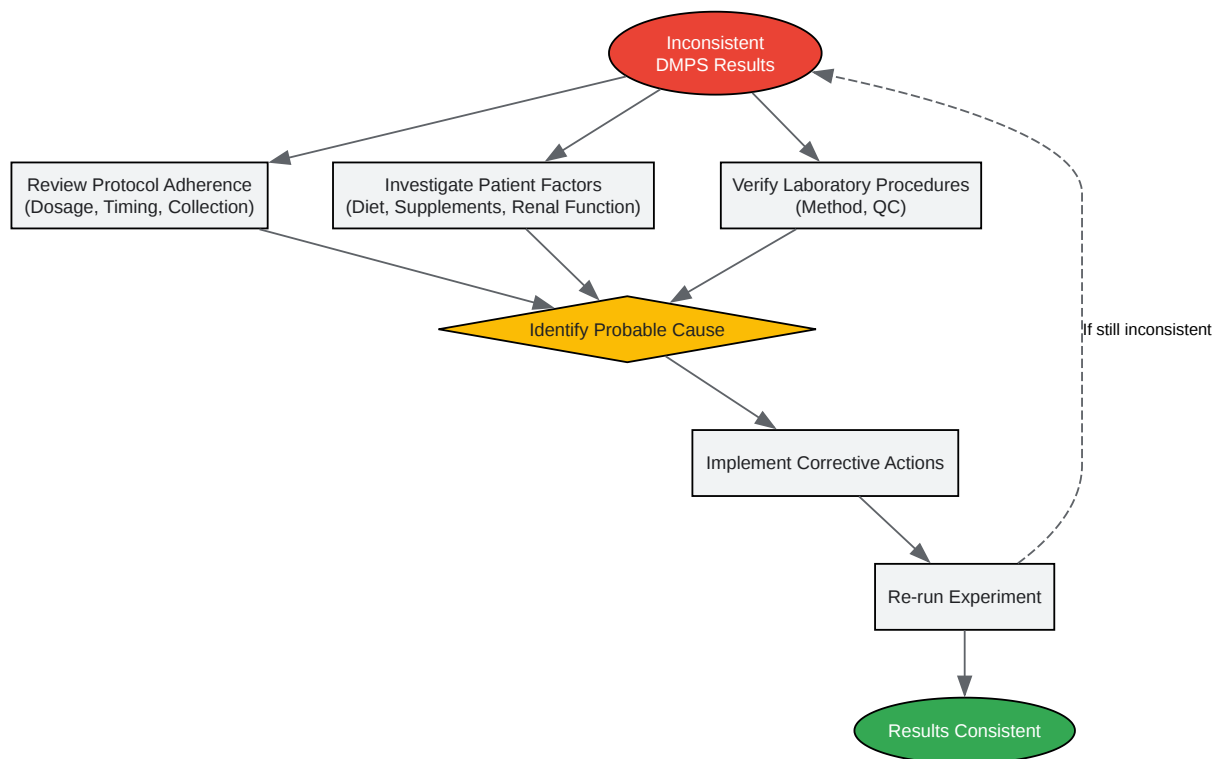 Inconsistent
DMPS Results
Review Protocol Adherence
(Dosage, Timing, Collection)
Investigate Patient Factors
(Diet, Supplements, Renal Function)
Verify Laboratory Procedures
(Method, QC)
Identify Probable Cause
If still inconsistent
Implement Corrective Actions
Re-run Experiment
Results Consistent